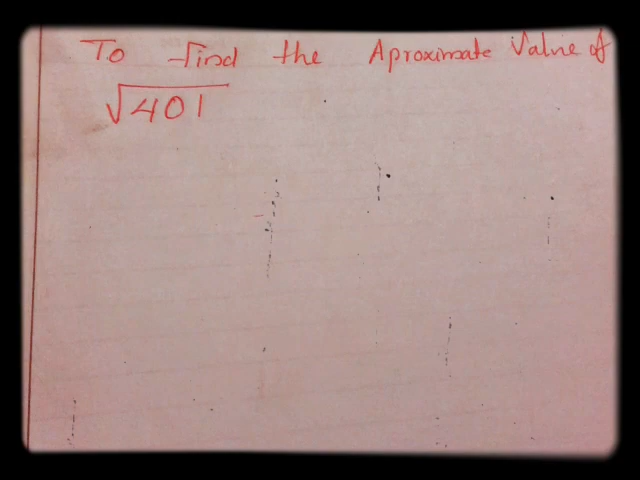 To find the Aproximate Value of
√401